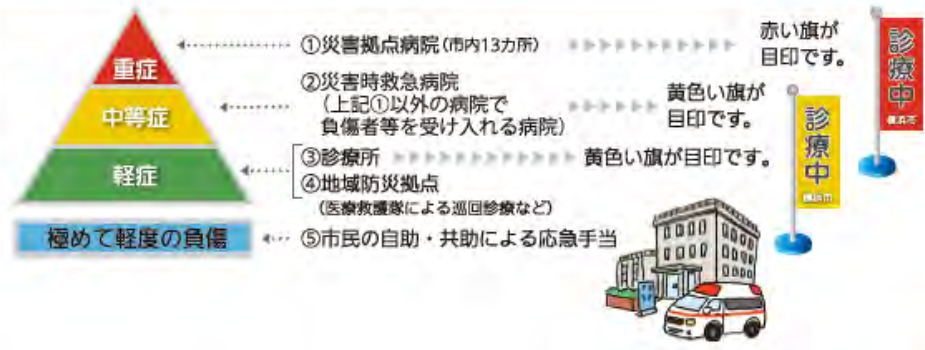 重症
中等症
軽症
極めて軽度の負傷
①災害拠点病院(市内13カ所)
赤い旗が
目印です。
②災害時救急病院
(上記①以外の病院で
負傷者等を受け入れる病院)
黄色い旗が
目印です。
③診療所
黄色い旗が目印です。
④地域防災拠点
(医療救護隊による巡回診療など)
⑤市民の自助・共助による応急手当
診療中
横浜市
診療中
横浜市